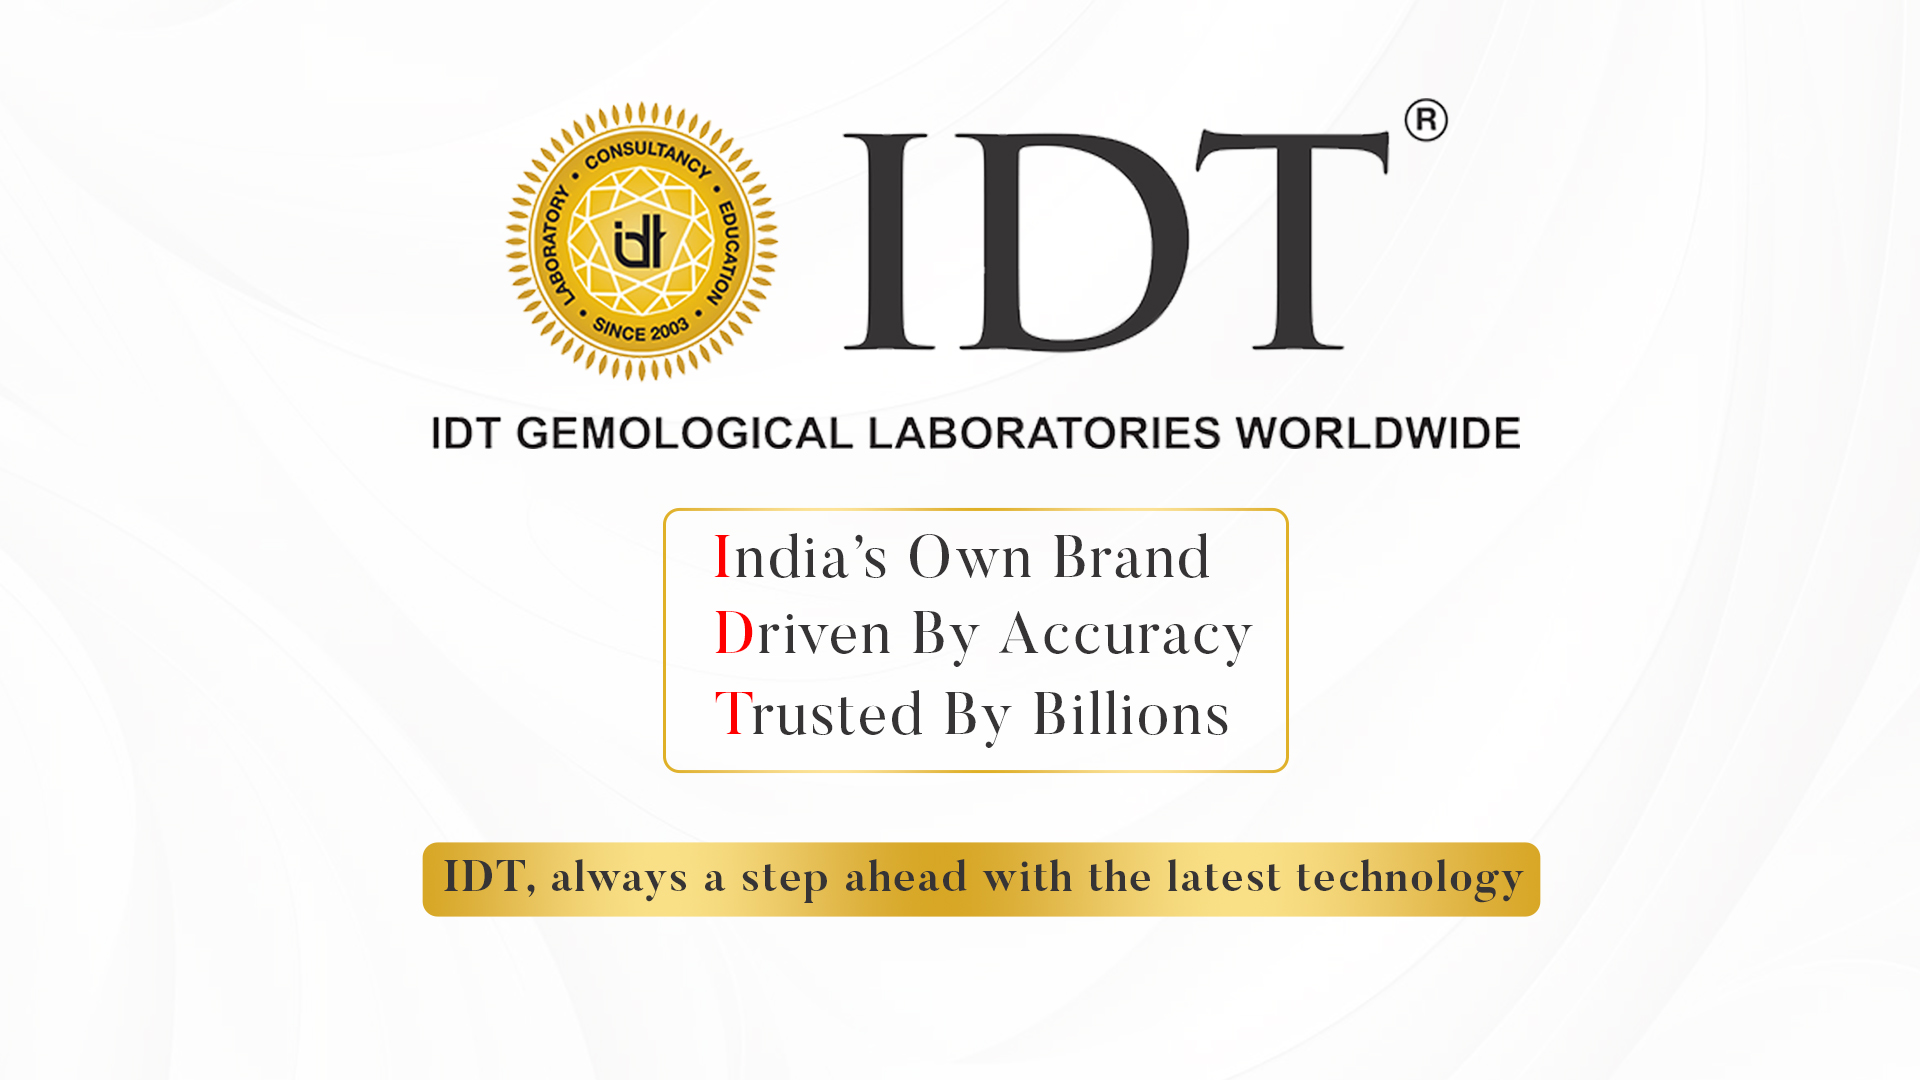 LABORATORY • CONSULTANCY • EDUCATION
• SINCE 2003 •
idt
IDT®
IDT GEMOLOGICAL LABORATORIES WORLDWIDE
India’s Own Brand
Driven By Accuracy
Trusted By Billions
IDT, always a step ahead with the latest technology